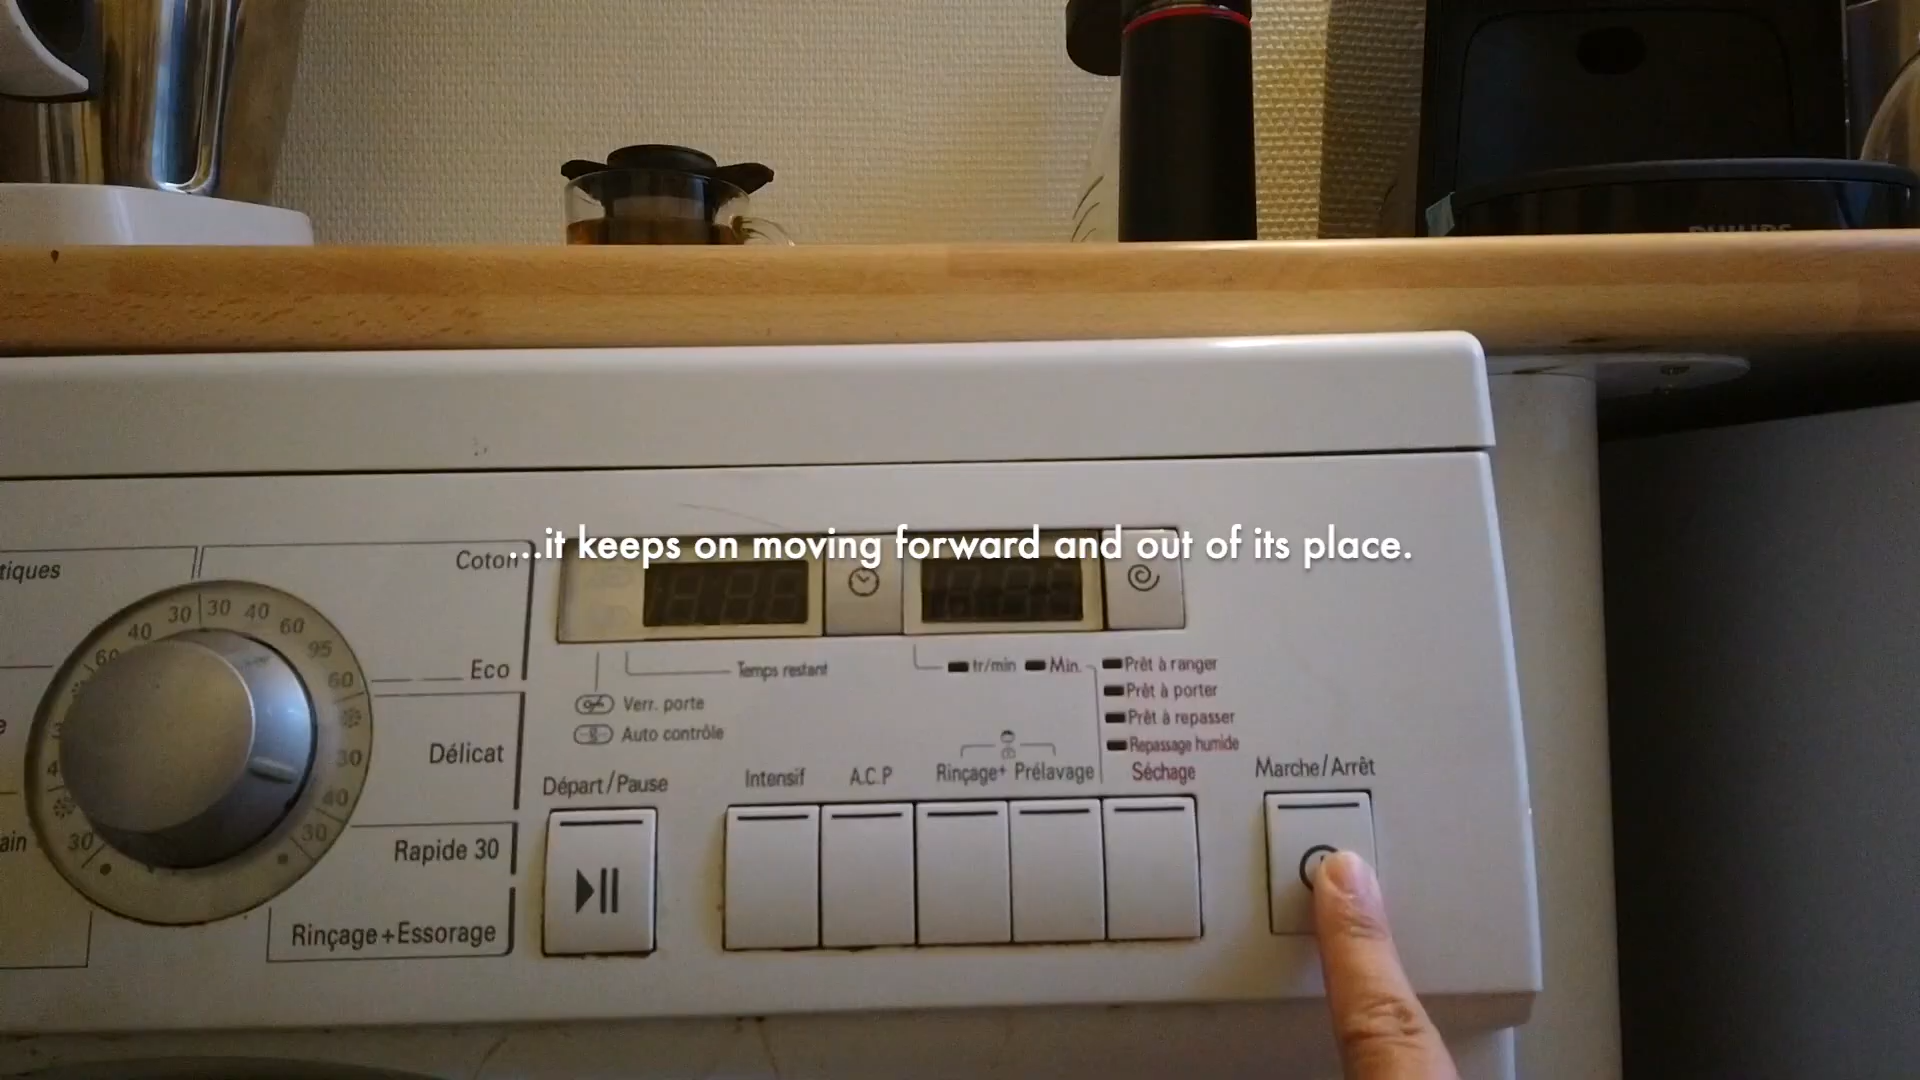 PHILIPS
...it keeps on moving forward and out of its place.
tiques
Coton
30 30 40 60 95 60
40
60
Eco
Temps restant
tr/min Min.
Prêt à ranger
Prêt à porter
Prêt à repasser
Repassage humide
Séchage
Verr. porte
Auto contrôle
Délicat
30
40
30
30
Départ/Pause
Intensif
A.C.P
Rinçage+ Prélavage
Marche/Arrêt
ain
Rapide 30
Rinçage+Essorage